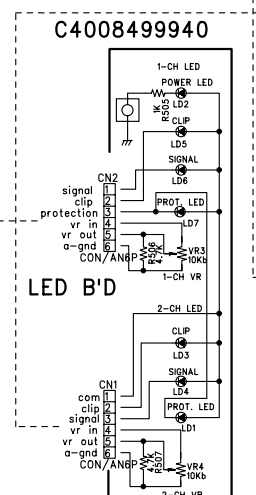 C4008499940
1-CH LED
POWER LED
1K
R505
LD2
CLIP
LD5
SIGNAL
LD6
CN2
signal 1
clip 2
protection 3
vr in 4
vr out 5
a-gnd 6
CON/AN6P
PROT. LED
LD7
R506
4.7K
VR3
10Kb
1-CH VR
LED B'D
2-CH LED
CLIP
LD3
SIGNAL
LD4
PROT. LED
LD1
CN1
com 1
clip 2
signal 3
vr in 4
vr out 5
a-gnd 6
CON/AN6P
4.7K
R507
VR4
10Kb
2-CH VR